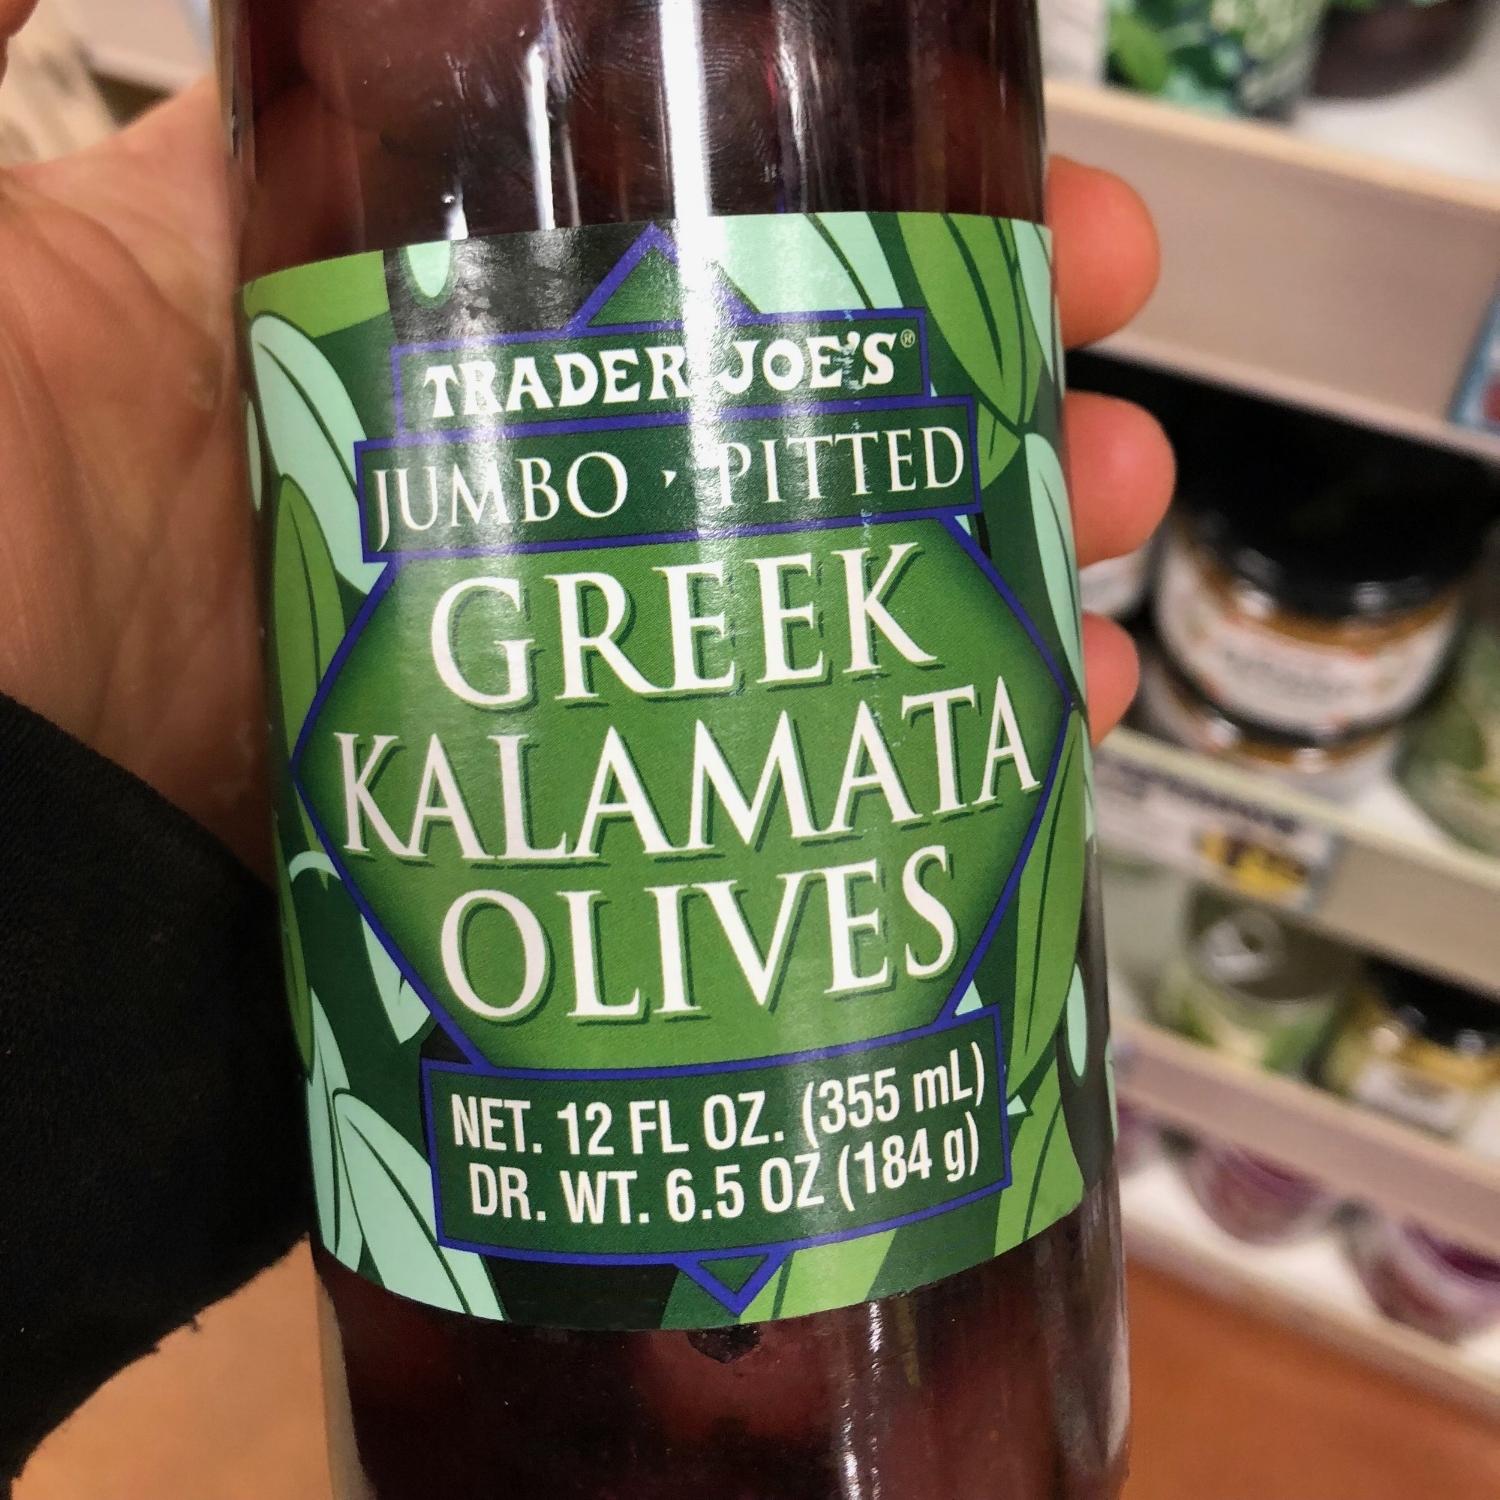 TRADER JOE'S®
JUMBO · PITTED
GREEK
KALAMATA
OLIVES
NET. 12 FL OZ. (355 mL)
DR. WT. 6.5 OZ (184 g)